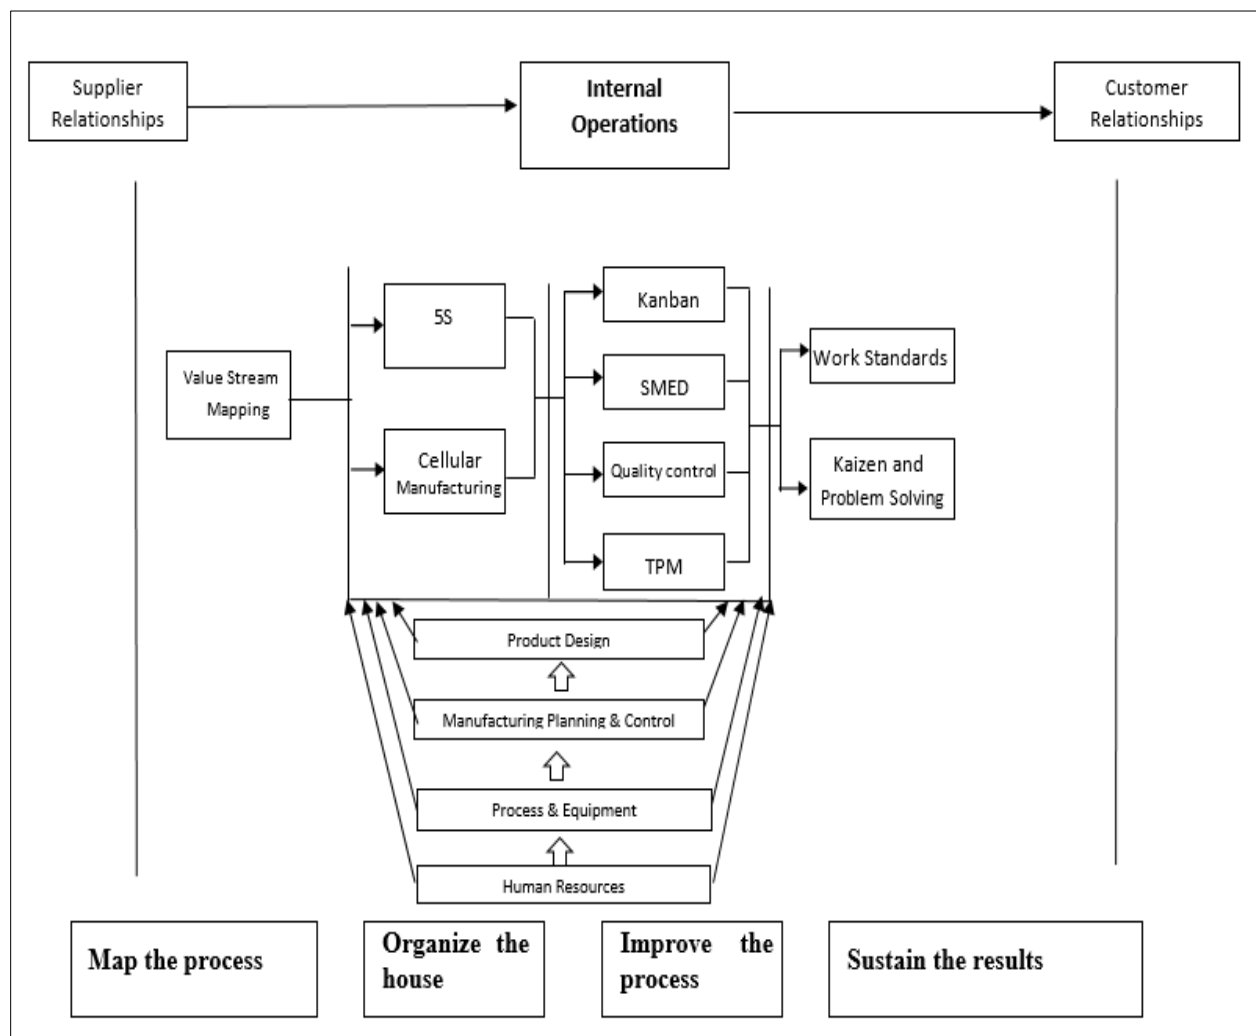 Supplier
Relationships
Internal
Operations
Customer
Relationships
Value Stream
Mapping
5S
Cellular
Manufacturing
Kanban
SMED
Quality control
TPM
Work Standards
Kaizen and
Problem Solving
Product Design
Manufacturing Planning & Control
Process & Equipment
Human Resources
Map the process
Organize the
house
Improve the
process
Sustain the results